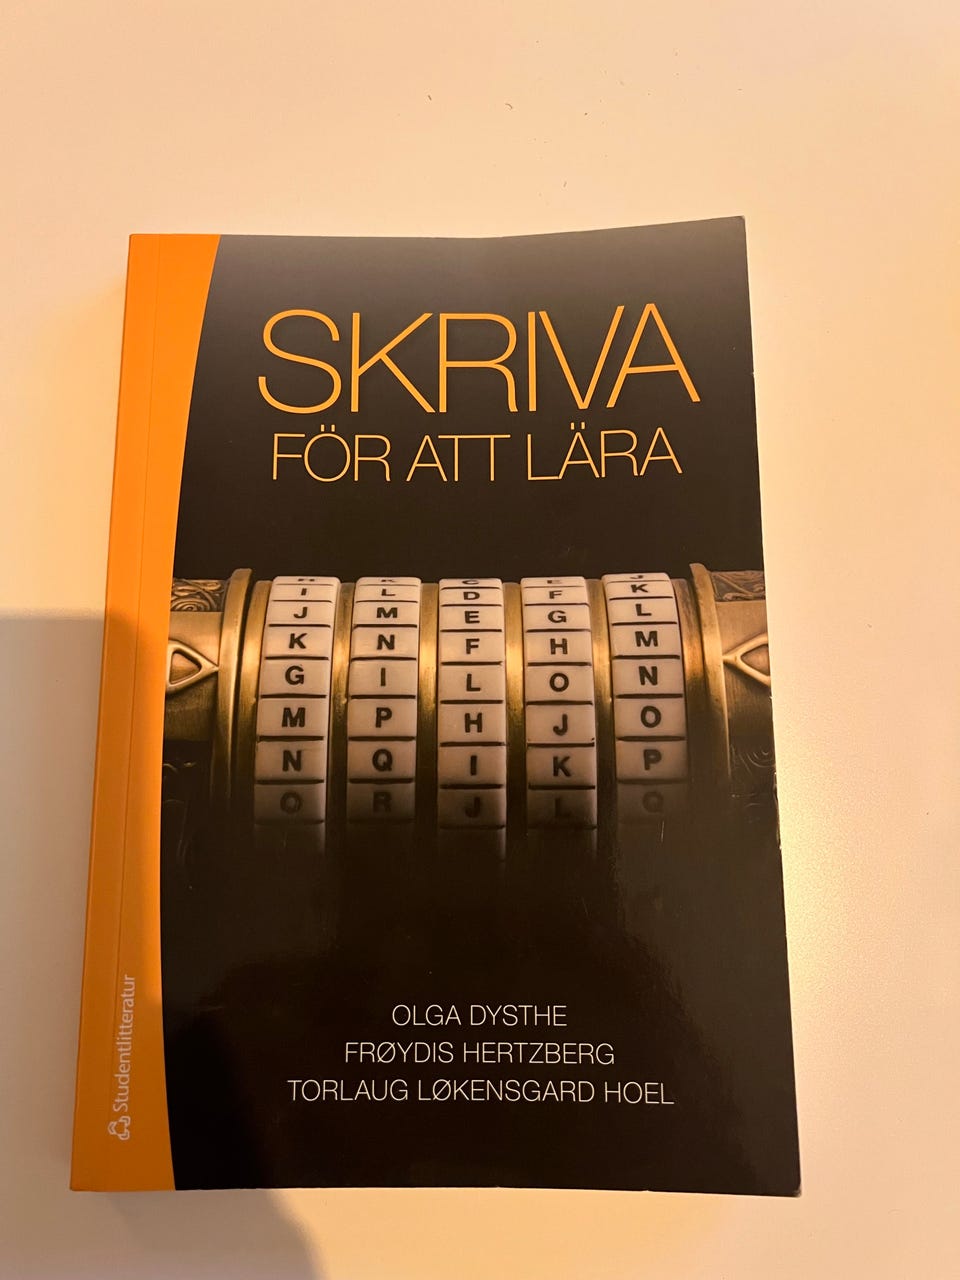 SKRIVA
FÖR ATT LÄRA
H K C E J
I L D F K
J M E G L
K N F H M
G I L O N
M P H J O
N Q I K P
O R J L Q
OLGA DYSTHE
FRØYDIS HERTZBERG
TORLAUG LØKENSGARD HOEL
Studentlitteratur